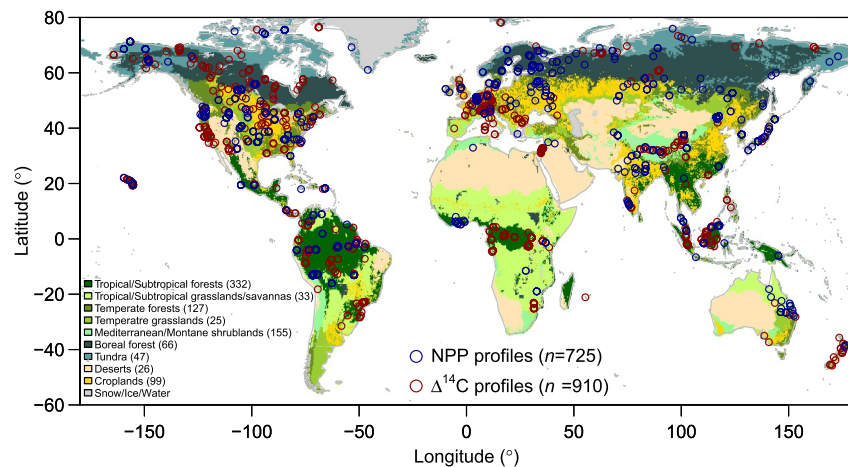 80
60
40
20
0
−20
−40
−60
Latitude (°)
Tropical/Subtropical forests (332)
Tropical/Subtropical grasslands/savannas (33)
Temperate forests (127)
Temperatre grasslands (25)
Mediterranean/Montane shrublands (155)
Boreal forest (66)
Tundra (47)
Deserts (26)
Croplands (99)
Snow/Ice/Water
NPP profiles (n=725)
Δ¹⁴C profiles (n =910)
−150 −100 −50 0 50 100 150
Longitude (°)